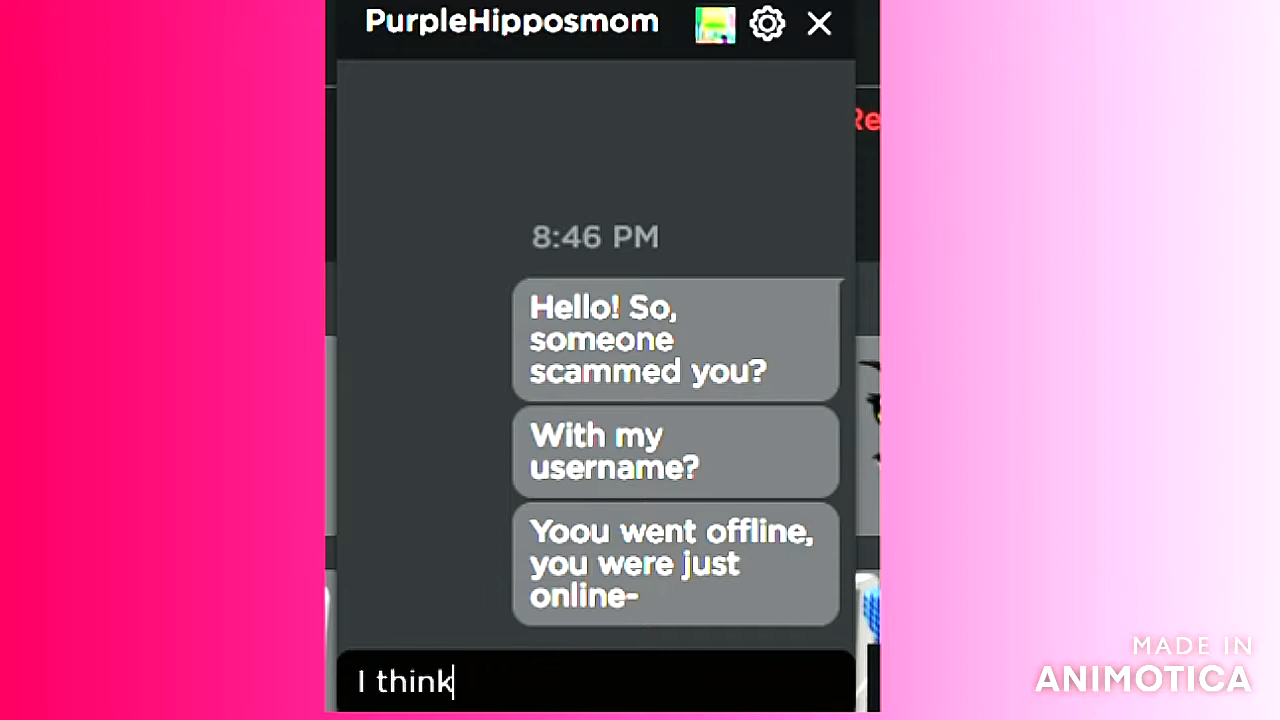 PurpleHipposmom
Re
8:46 PM
Hello! So,
someone
scammed you?
With my
username?
Yoou went offline,
you were just
online-
I think
MADE IN
ANIMOTICA